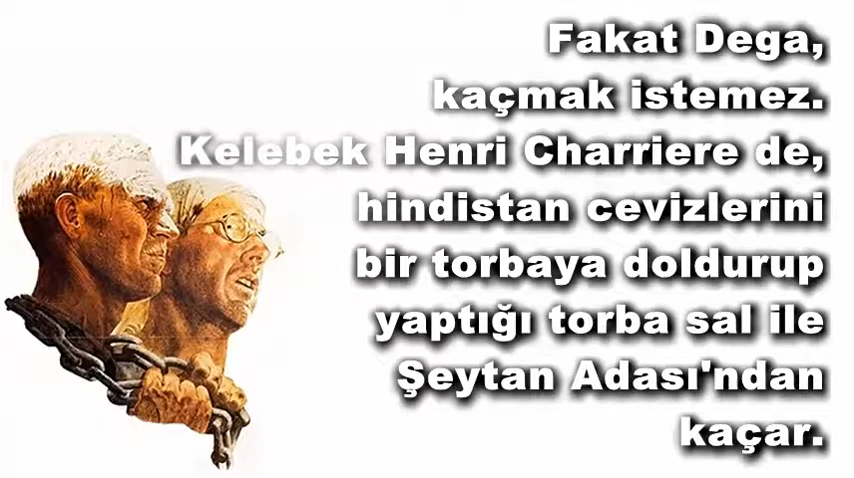 Fakat Dega,
kaçmak istemez.
Kelebek Henri Charriere de,
hindistan cevizlerini
bir torbaya doldurup
yaptığı torba sal ile
Şeytan Adası'ndan
kaçar.